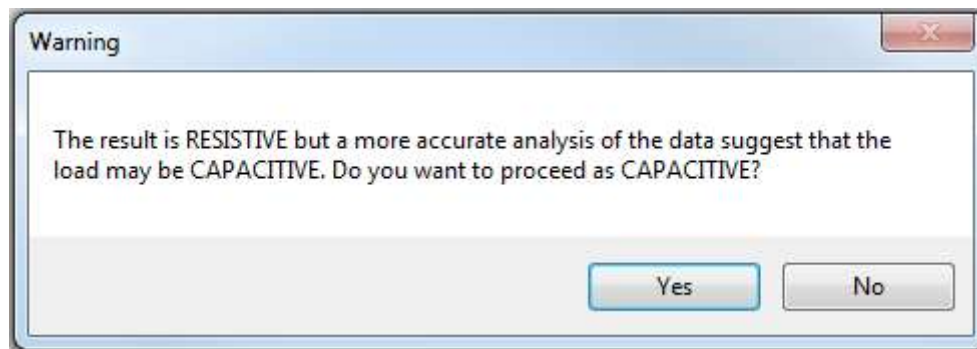 Warning
The result is RESISTIVE but a more accurate analysis of the data suggest that the
load may be CAPACITIVE. Do you want to proceed as CAPACITIVE?
Yes No